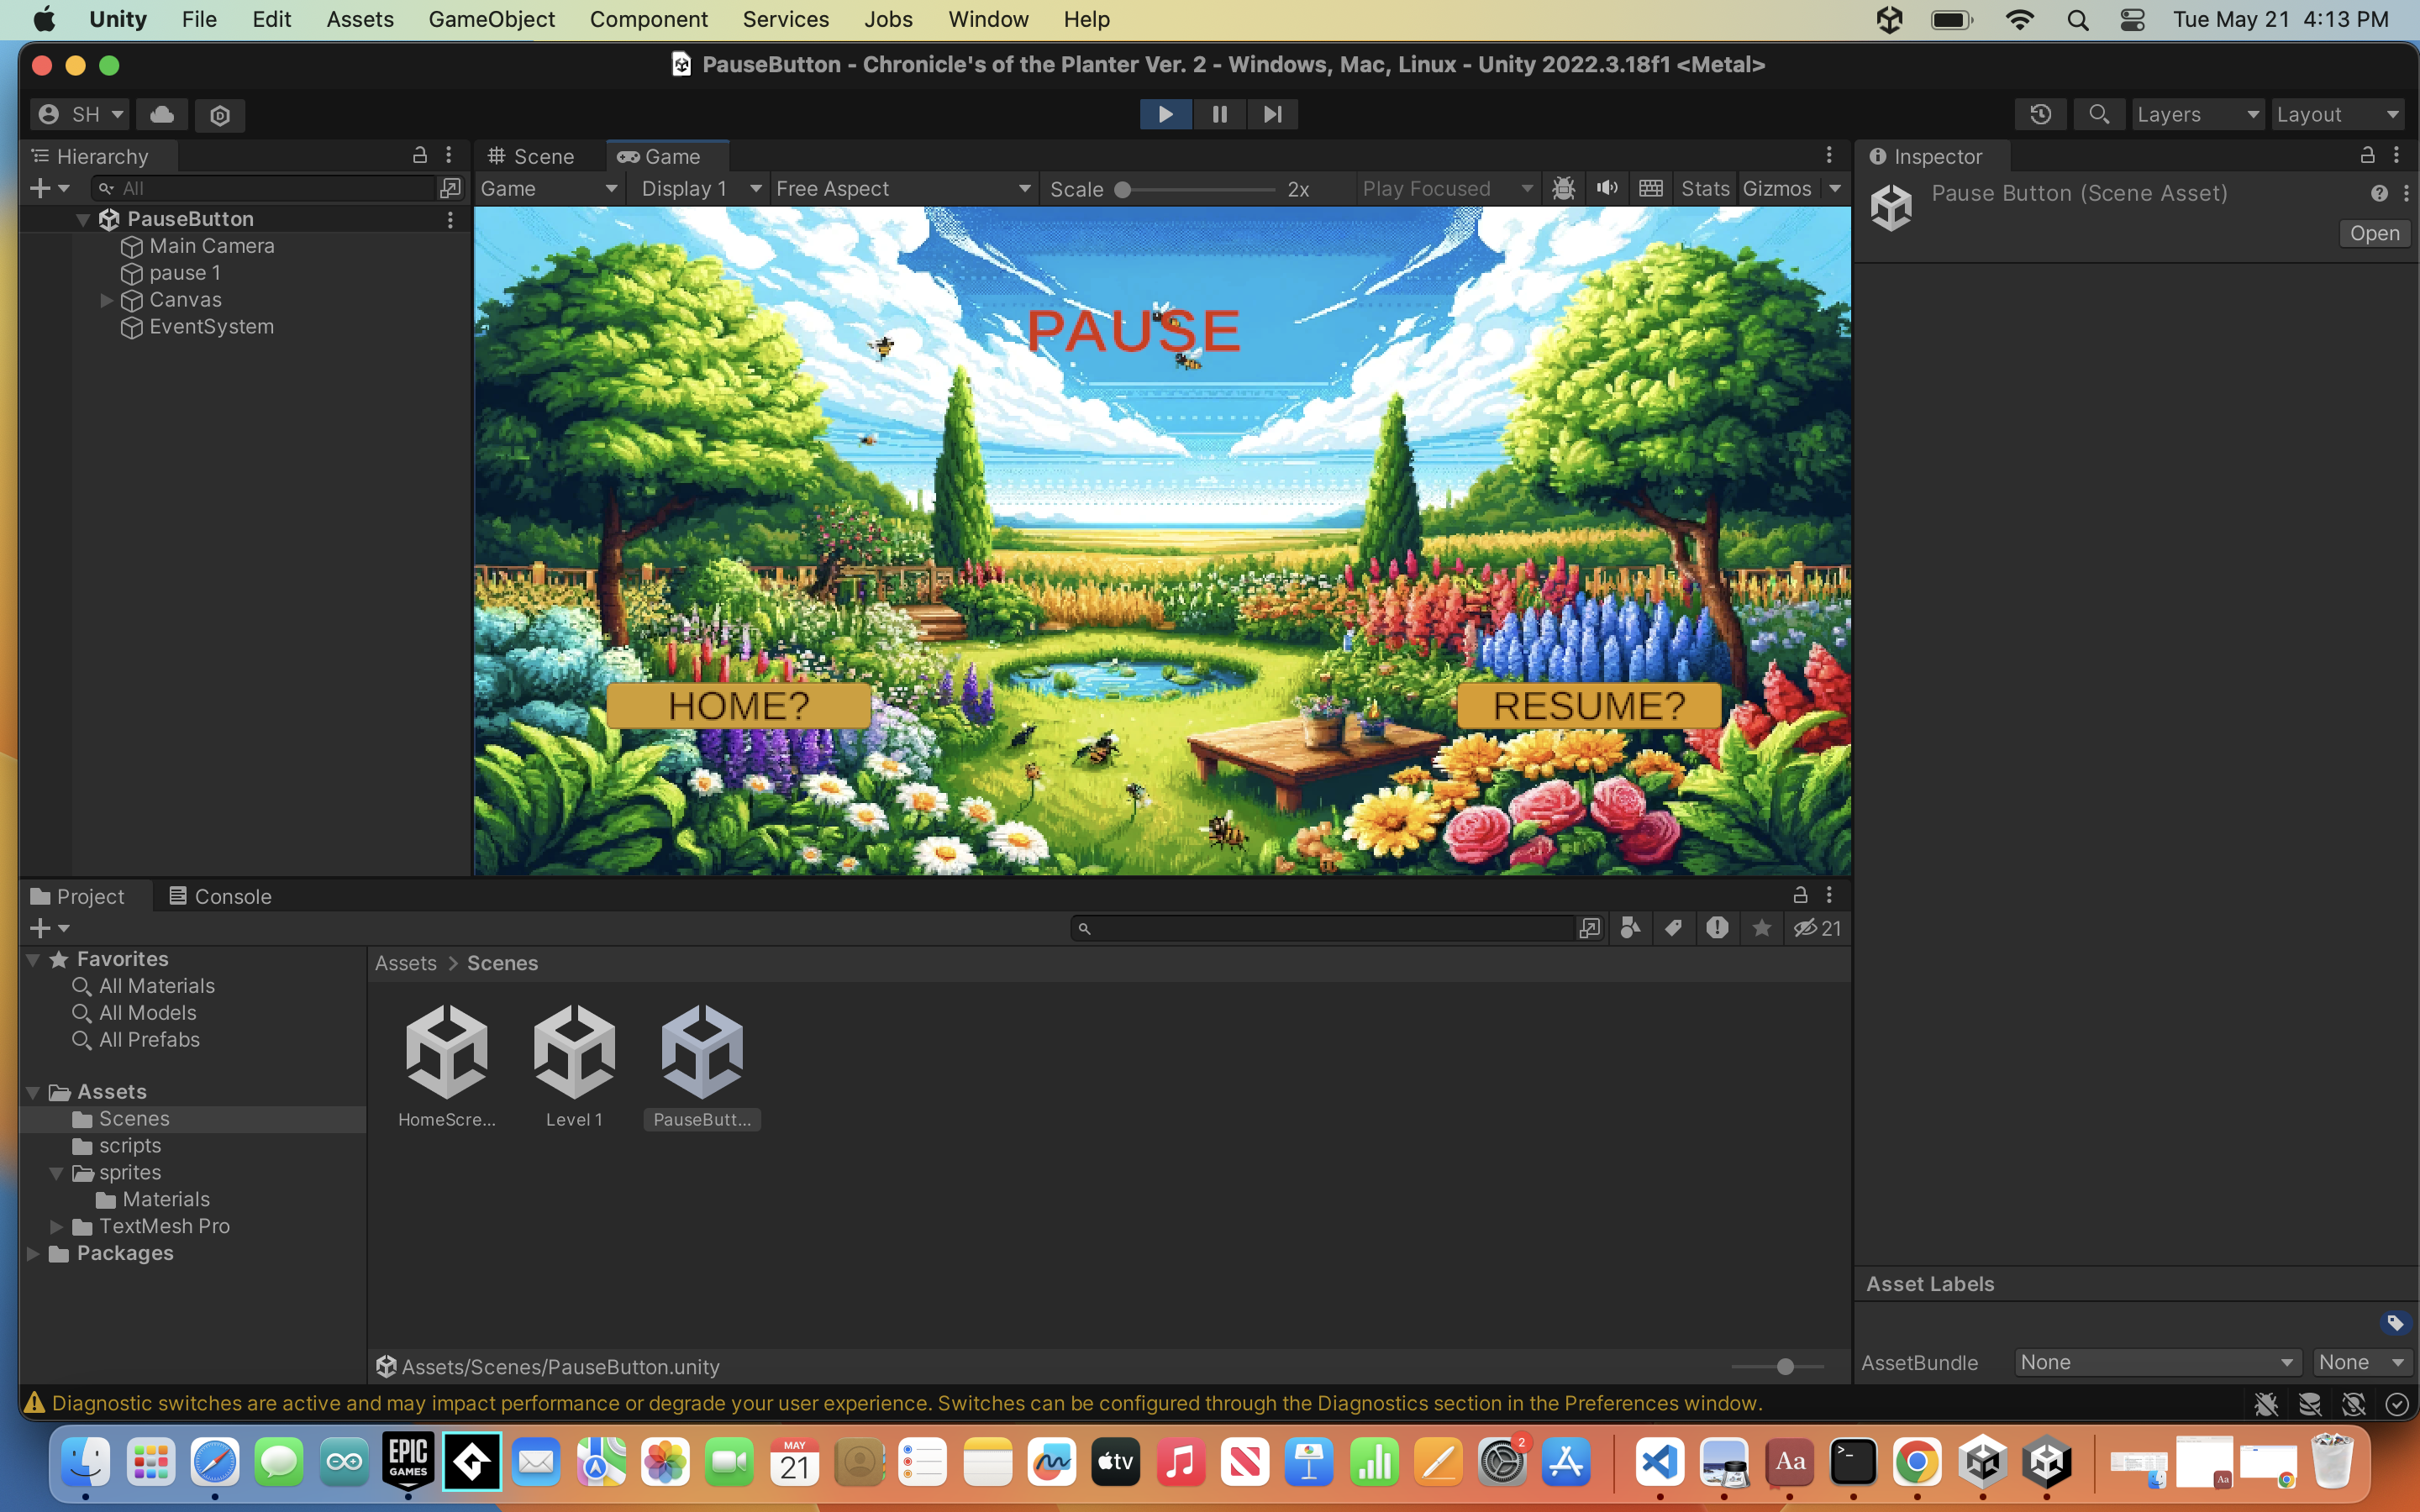 Unity File Edit Assets GameObject Component Services Jobs Window Help Tue May 21 4:13 PM
PauseButton - Chronicle's of the Planter Ver. 2 - Windows, Mac, Linux - Unity 2022.3.18f1 <Metal>
SH Layers Layout
Hierarchy
All
PauseButton
Main Camera
pause 1
Canvas
EventSystem
Scene Game
Game Display 1 Free Aspect Scale 2x Play Focused Stats Gizmos
PAUSE
HOME?
RESUME?
Inspector
Pause Button (Scene Asset)
Open
Project Console
21
Favorites
All Materials
All Models
All Prefabs
Assets
Scenes
scripts
sprites
Materials
TextMesh Pro
Packages
Assets > Scenes
HomeScre... Level 1 PauseButt...
Assets/Scenes/PauseButton.unity
Asset Labels
AssetBundle None None
Diagnostic switches are active and may impact performance or degrade your user experience. Switches can be configured through the Diagnostics section in the Preferences window.
EPIC
GAMES
MAY
21
tv
2
Aa
>_
Aa